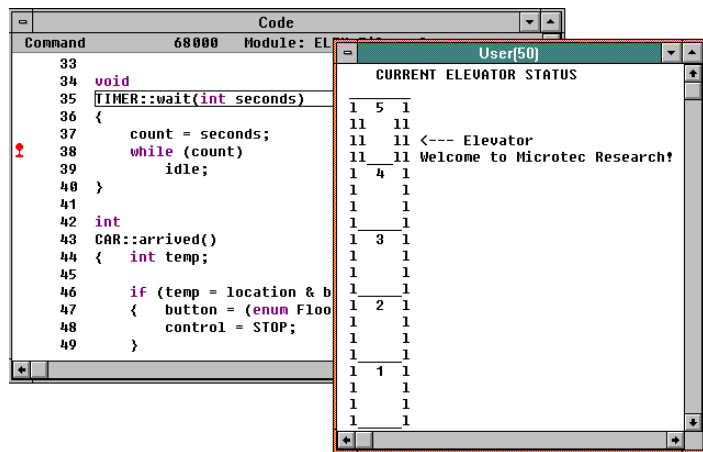 Code
Command 68000 Module:
33
34 void
35 TIMER::wait(int seconds)
36 {
37 count = seconds;
38 while (count)
39 idle;
40 }
41
42 int
43 CAR::arrived()
44 { int temp;
45
46 if (temp = location & b
47 { button = (enum Floo
48 control = STOP;
49 }
User(50)
CURRENT ELEVATOR STATUS
_______
l 5 l
ll ll
ll ll <--- Elevator
ll___ll Welcome to Microtec Research!
l 4 l
l l
l l
l_____l
l 3 l
l l
l l
l_____l
l 2 l
l l
l l
l_____l
l 1 l
l l
l l
l_____l